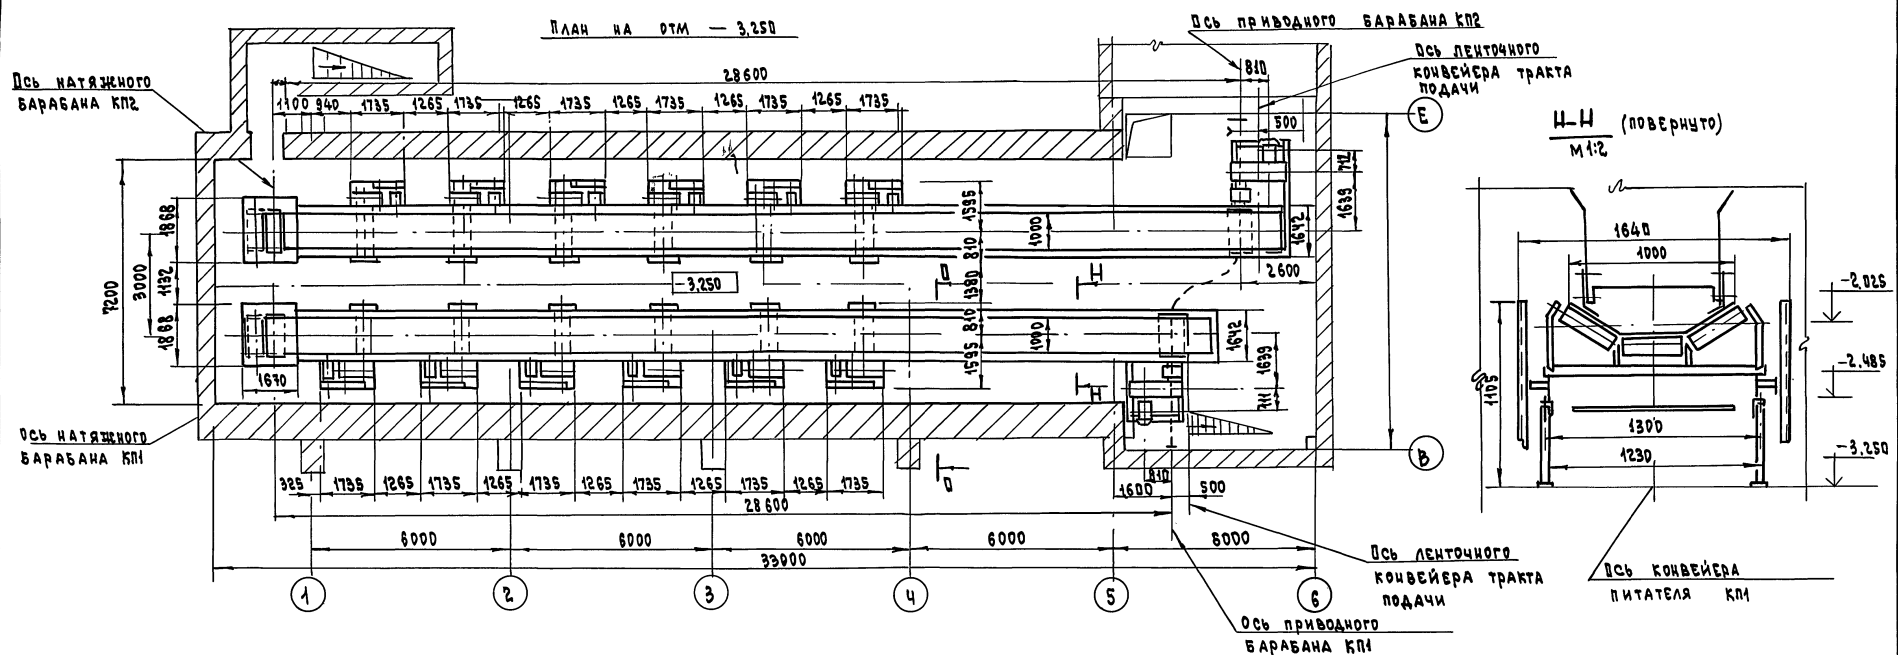 План на отм — 3,250
Ось приводного барабана КП2
Ось ленточного
конвейера тракта
подачи
Ось натяжного
барабана КП2
28600
810
500
1100 940 1735 1265 1735 1265 1735 1265 1735 1265 1735 1265 1735
Е
712
1639
1642
2600
1868
1132
1868
3000
7200
1670
1595
810
1380
810
1595
1000
1000
-3,250
О
Н
Н
О
1642
1639
711
В
Ось натяжного
барабана КП1
325 1735 1265 1735 1265 1735 1265 1735 1265 1735 1265 1735
810
1600
500
28600
6000 6000 6000 6000 6000
33000
1 2 3 4 5 6
Ось ленточного
конвейера тракта
подачи
Ось приводного
барабана КП1
Н-Н (повернуто)
М 1:2
1640
1000
-2,025
-2,485
-3,250
1105
1300
1230
Ось конвейера
питателя КП1